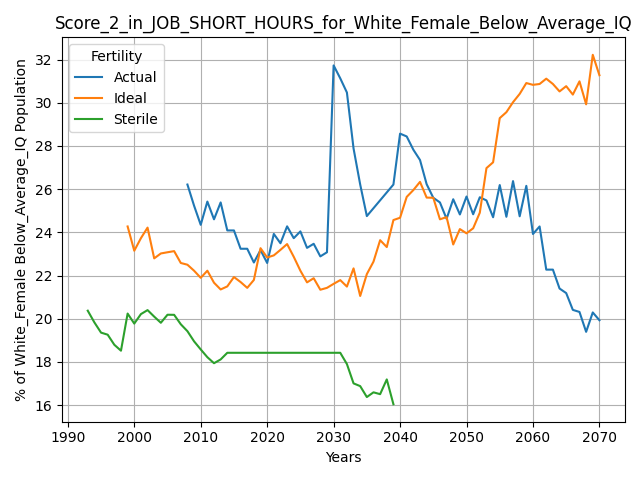 Score_2_in_JOB_SHORT_HOURS_for_White_Female_Below_Average_IQ
Fertility
Actual
Ideal
Sterile
% of White_Female Below_Average_IQ Population
32
30
28
26
24
22
20
18
16
1990
2000
2010
2020
2030
2040
2050
2060
2070
Years